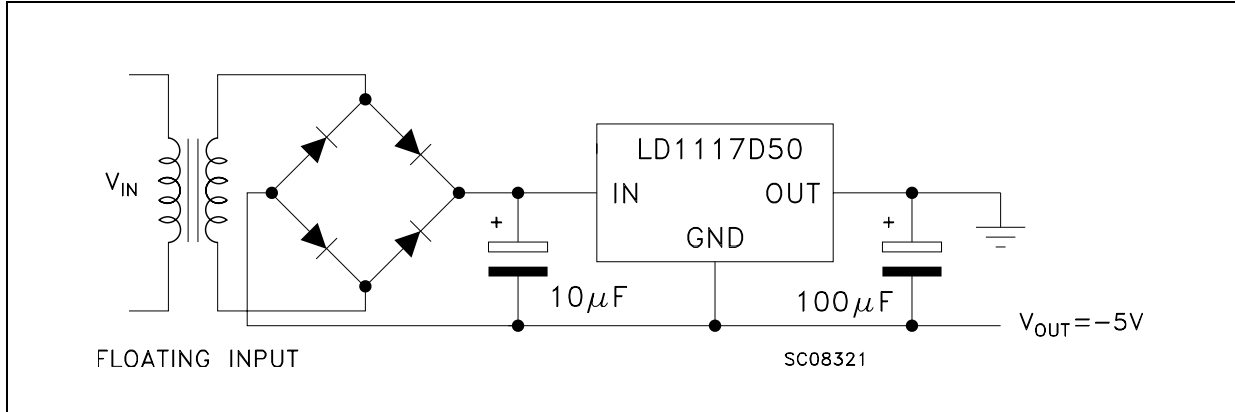 LD1117D50
V_IN
IN
OUT
GND
+
+
10μF
100μF
V_OUT=-5V
FLOATING INPUT
SC08321